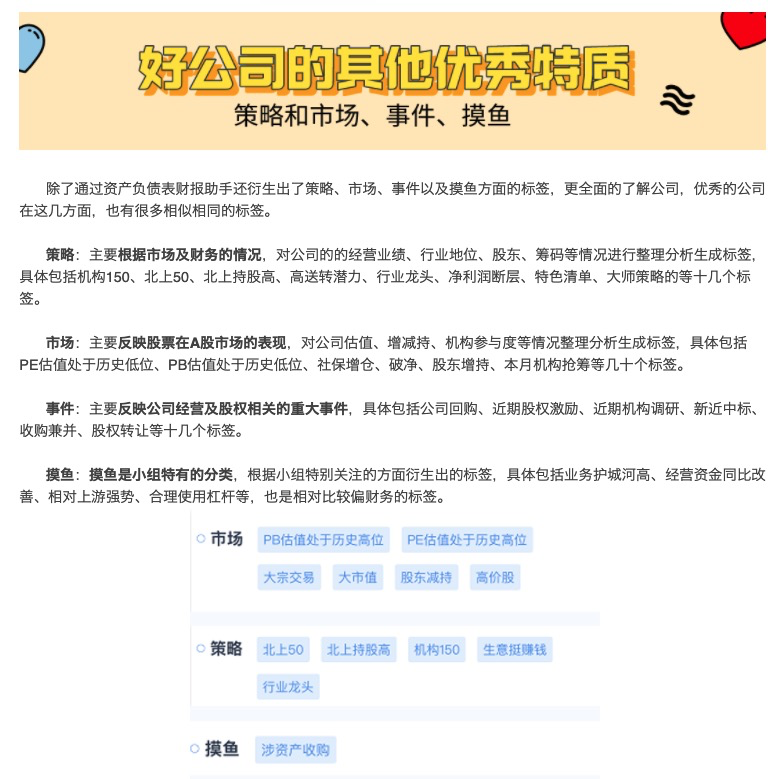 好公司的其他优秀特质
策略和市场、事件、摸鱼
除了通过资产负债表财报助手还衍生出了策略、市场、事件以及摸鱼方面的标签，更全面的了解公司，优秀的公司
在这几方面，也有很多相似相同的标签。
策略：主要根据市场及财务的情况，对公司的的经营业绩、行业地位、股东、筹码等情况进行整理分析生成标签，
具体包括机构150、北上50、北上持股高、高送转潜力、行业龙头、净利润断层、特色清单、大师策略的等十几个标
签。
市场：主要反映股票在A股市场的表现，对公司估值、增减持、机构参与度等情况整理分析生成标签，具体包括
PE估值处于历史低位、PB估值处于历史低位、社保增仓、破净、股东增持、本月机构抢筹等几十个标签。
事件：主要反映公司经营及股权相关的重大事件，具体包括公司回购、近期股权激励、近期机构调研、新近中标、
收购兼并、股权转让等十几个标签。
摸鱼：摸鱼是小组特有的分类，根据小组特别关注的方面衍生出的标签，具体包括业务护城河高、经营资金同比改
善、相对上游强势、合理使用杠杆等，也是相对比较偏财务的标签。
市场 PB估值处于历史高位 PE估值处于历史高位
大宗交易 大市值 股东减持 高价股
策略 北上50 北上持股高 机构150 生意挺赚钱
行业龙头
摸鱼 涉资产收购